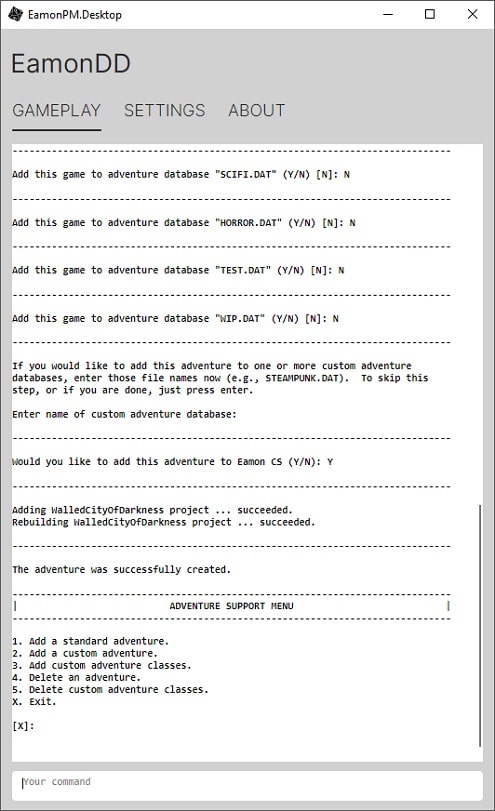 EamonPM.Desktop
EamonDD
GAMEPLAY SETTINGS ABOUT
--------------------------------------------------------------------------
Add this game to adventure database "SCIFI.DAT" (Y/N) [N]: N
--------------------------------------------------------------------------
Add this game to adventure database "HORROR.DAT" (Y/N) [N]: N
--------------------------------------------------------------------------
Add this game to adventure database "TEST.DAT" (Y/N) [N]: N
--------------------------------------------------------------------------
Add this game to adventure database "WIP.DAT" (Y/N) [N]: N
--------------------------------------------------------------------------
If you would like to add this adventure to one or more custom adventure
databases, enter those file names now (e.g., STEAMPUNK.DAT).  To skip this
step, or if you are done, just press enter.
Enter name of custom adventure database:
--------------------------------------------------------------------------
Would you like to add this adventure to Eamon CS (Y/N): Y
--------------------------------------------------------------------------
Adding WalledCityOfDarkness project ... succeeded.
Rebuilding WalledCityOfDarkness project ... succeeded.
--------------------------------------------------------------------------
The adventure was successfully created.
--------------------------------------------------------------------------
| ADVENTURE SUPPORT MENU |
--------------------------------------------------------------------------
1. Add a standard adventure.
2. Add a custom adventure.
3. Add custom adventure classes.
4. Delete an adventure.
5. Delete custom adventure classes.
X. Exit.
[X]:
Your command